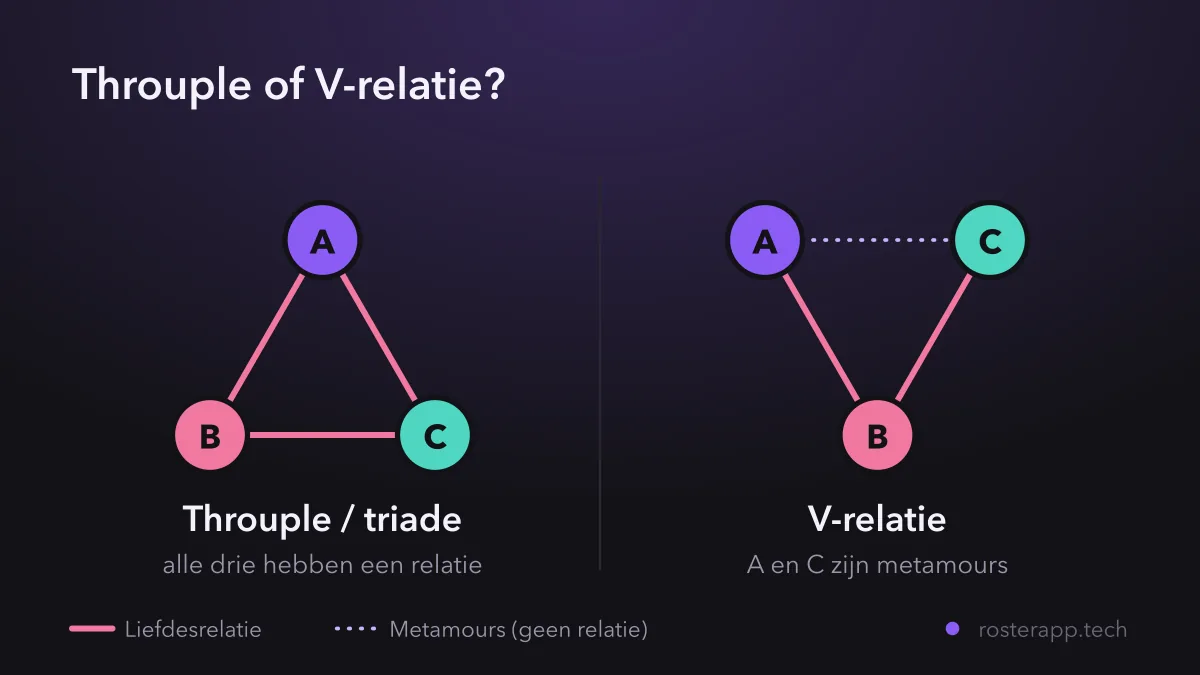 Throuple of V-relatie?
A
B
C
Throuple / triade
alle drie hebben een relatie
A
C
B
V-relatie
A en C zijn metamours
Liefdesrelatie
Metamours (geen relatie)
rosterapp.tech